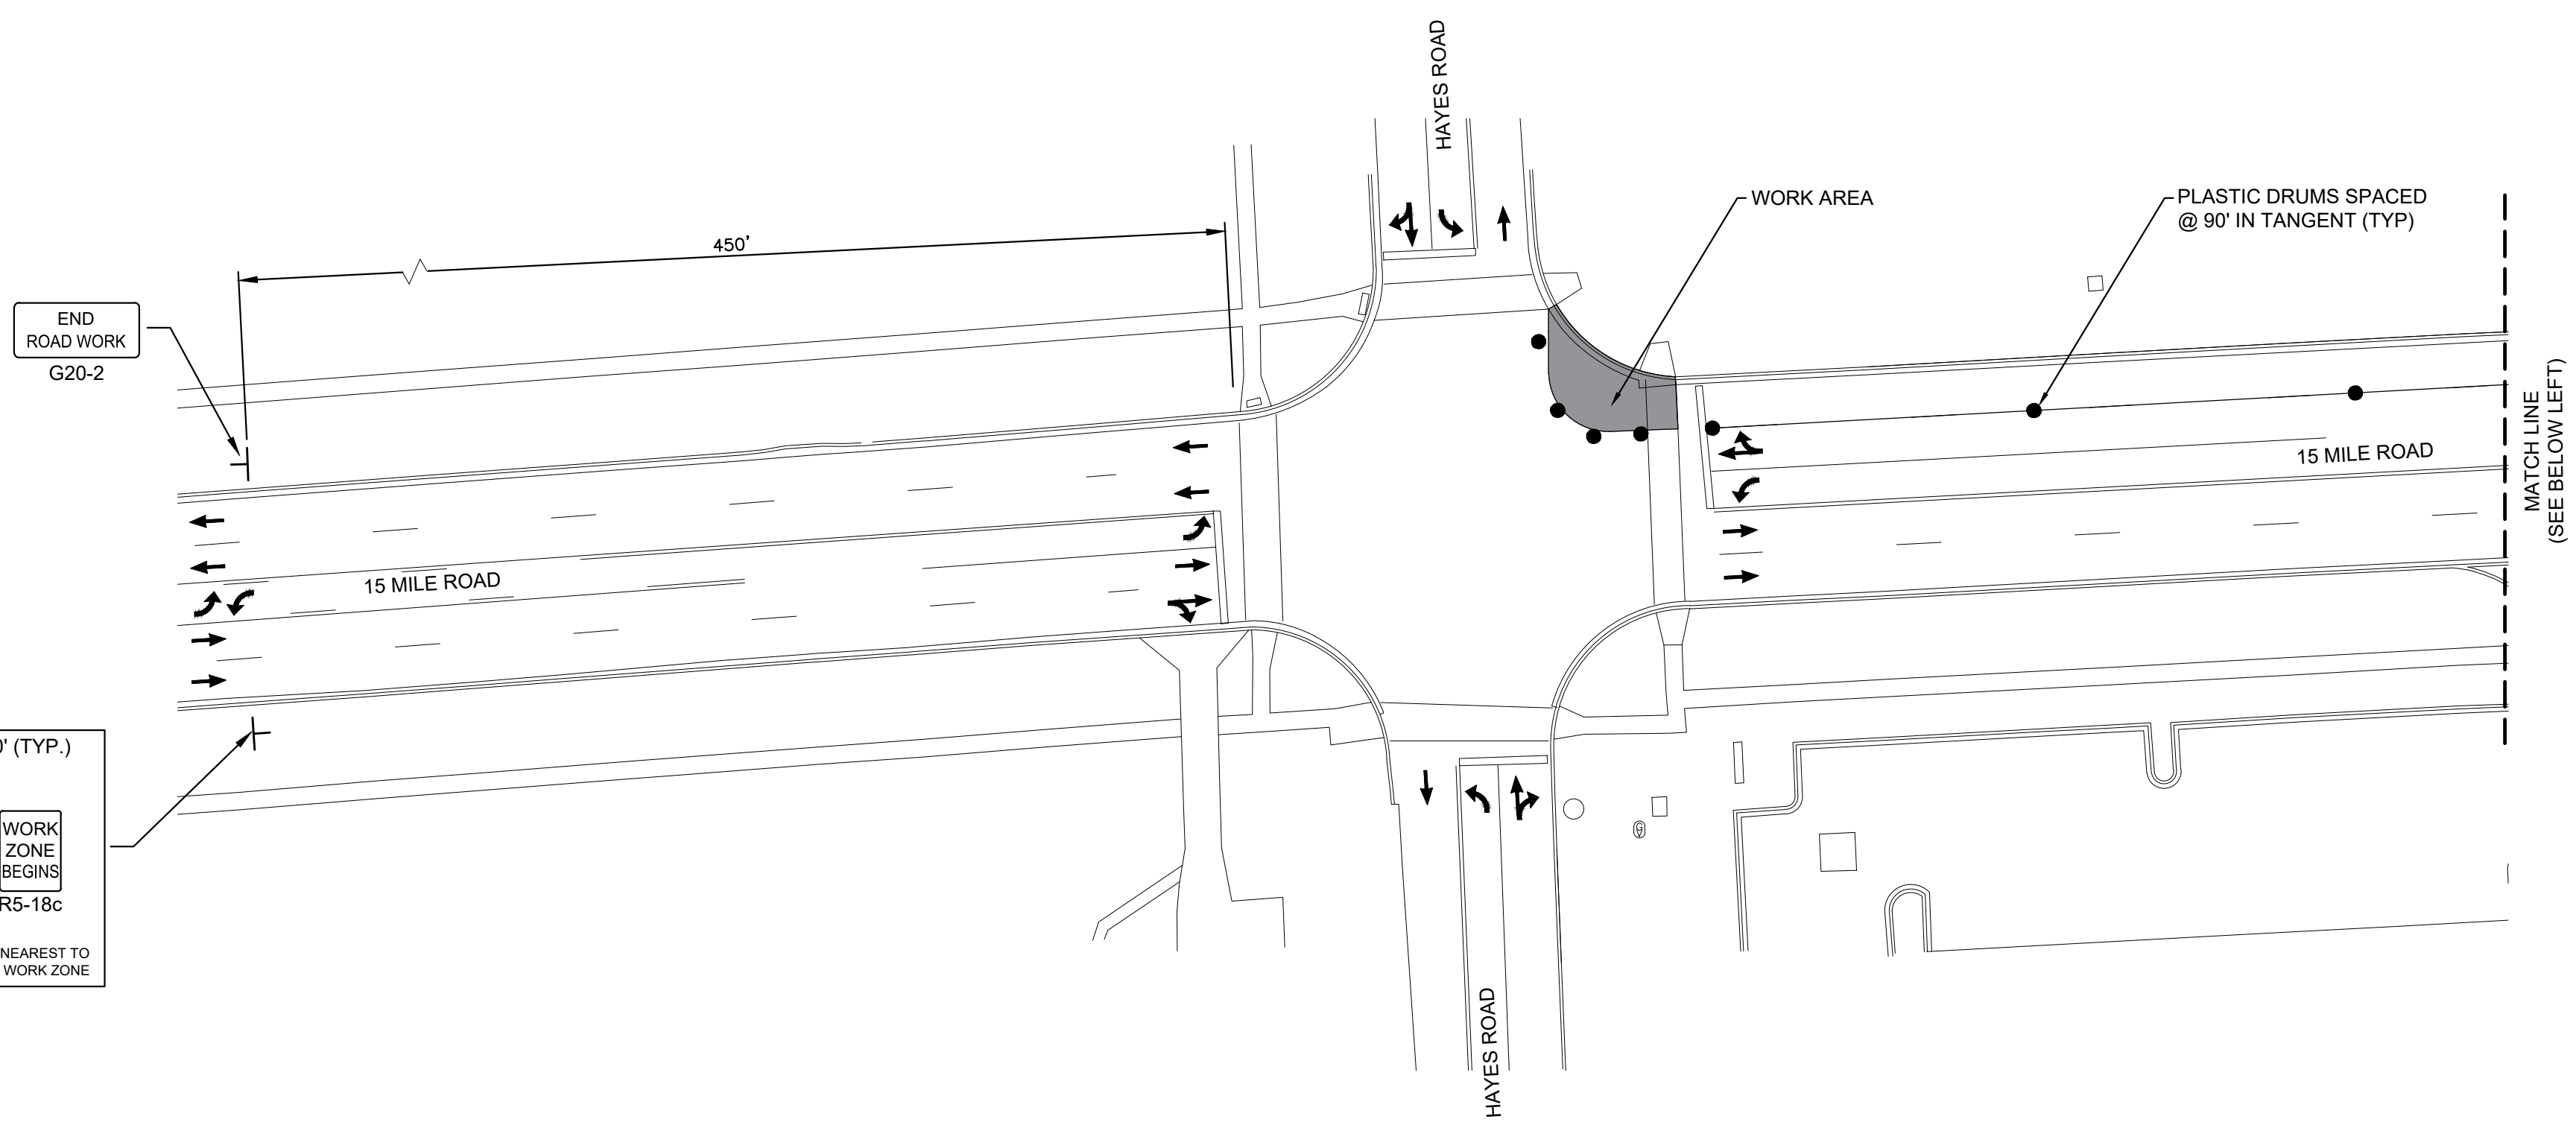 HAYES ROAD
WORK AREA
PLASTIC DRUMS SPACED
@ 90' IN TANGENT (TYP)
450'
END
ROAD WORK
G20-2
15 MILE ROAD
MATCH LINE
(SEE BELOW LEFT)
15 MILE ROAD
0' (TYP.)
WORK
ZONE
BEGINS
R5-18c
NEAREST TO
WORK ZONE
HAYES ROAD